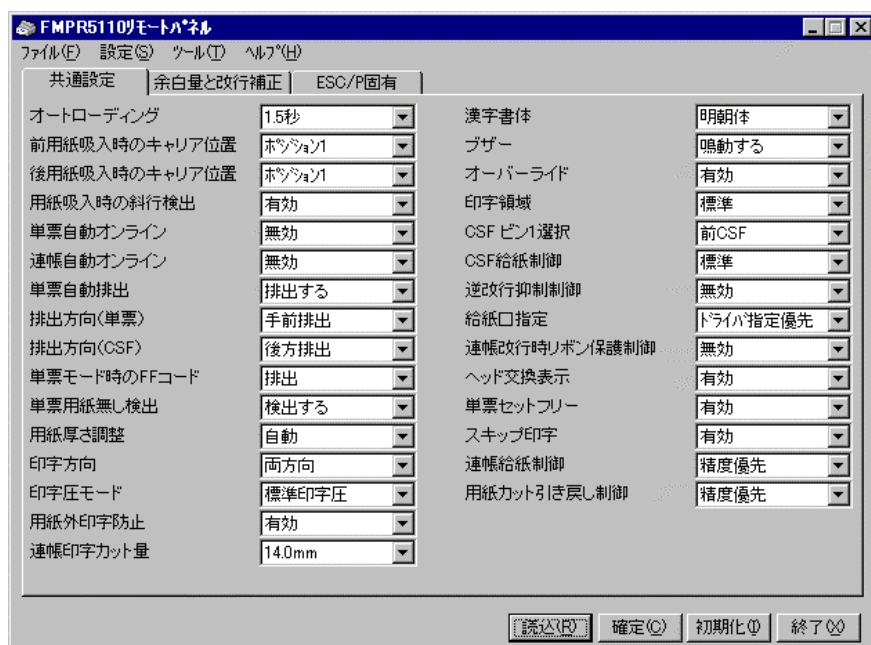 FMPR5110ﾘﾓｰﾄﾊﾟﾈﾙ
ﾌｧｲﾙ(F) 設定(S) ﾂｰﾙ(T) ﾍﾙﾌﾟ(H)
共通設定 余白量と改行補正 ESC/P固有
オートローディング 1.5秒
前用紙吸入時のキャリア位置 ﾎﾟｼﾞｼｮﾝ1
後用紙吸入時のキャリア位置 ﾎﾟｼﾞｼｮﾝ1
用紙吸入時の斜行検出 有効
単票自動オンライン 無効
連帳自動オンライン 無効
単票自動排出 排出する
排出方向(単票) 手前排出
排出方向(CSF) 後方排出
単票モード時のFFコード 排出
単票用紙無し検出 検出する
用紙厚さ調整 自動
印字方向 両方向
印字圧モード 標準印字圧
用紙外印字防止 有効
連帳印字カット量 14.0mm
漢字書体 明朝体
ブザー 鳴動する
オーバーライド 有効
印字領域 標準
CSF ビン1選択 前CSF
CSF給紙制御 標準
逆改行抑制制御 無効
給紙口指定 ﾄﾞﾗｲﾊﾞ指定優先
連帳改行時リボン保護制御 無効
ヘッド交換表示 有効
単票セットフリー 有効
スキップ印字 有効
連帳給紙制御 精度優先
用紙カット引き戻し制御 精度優先
読込(R) 確定(C) 初期化(I) 終了(X)